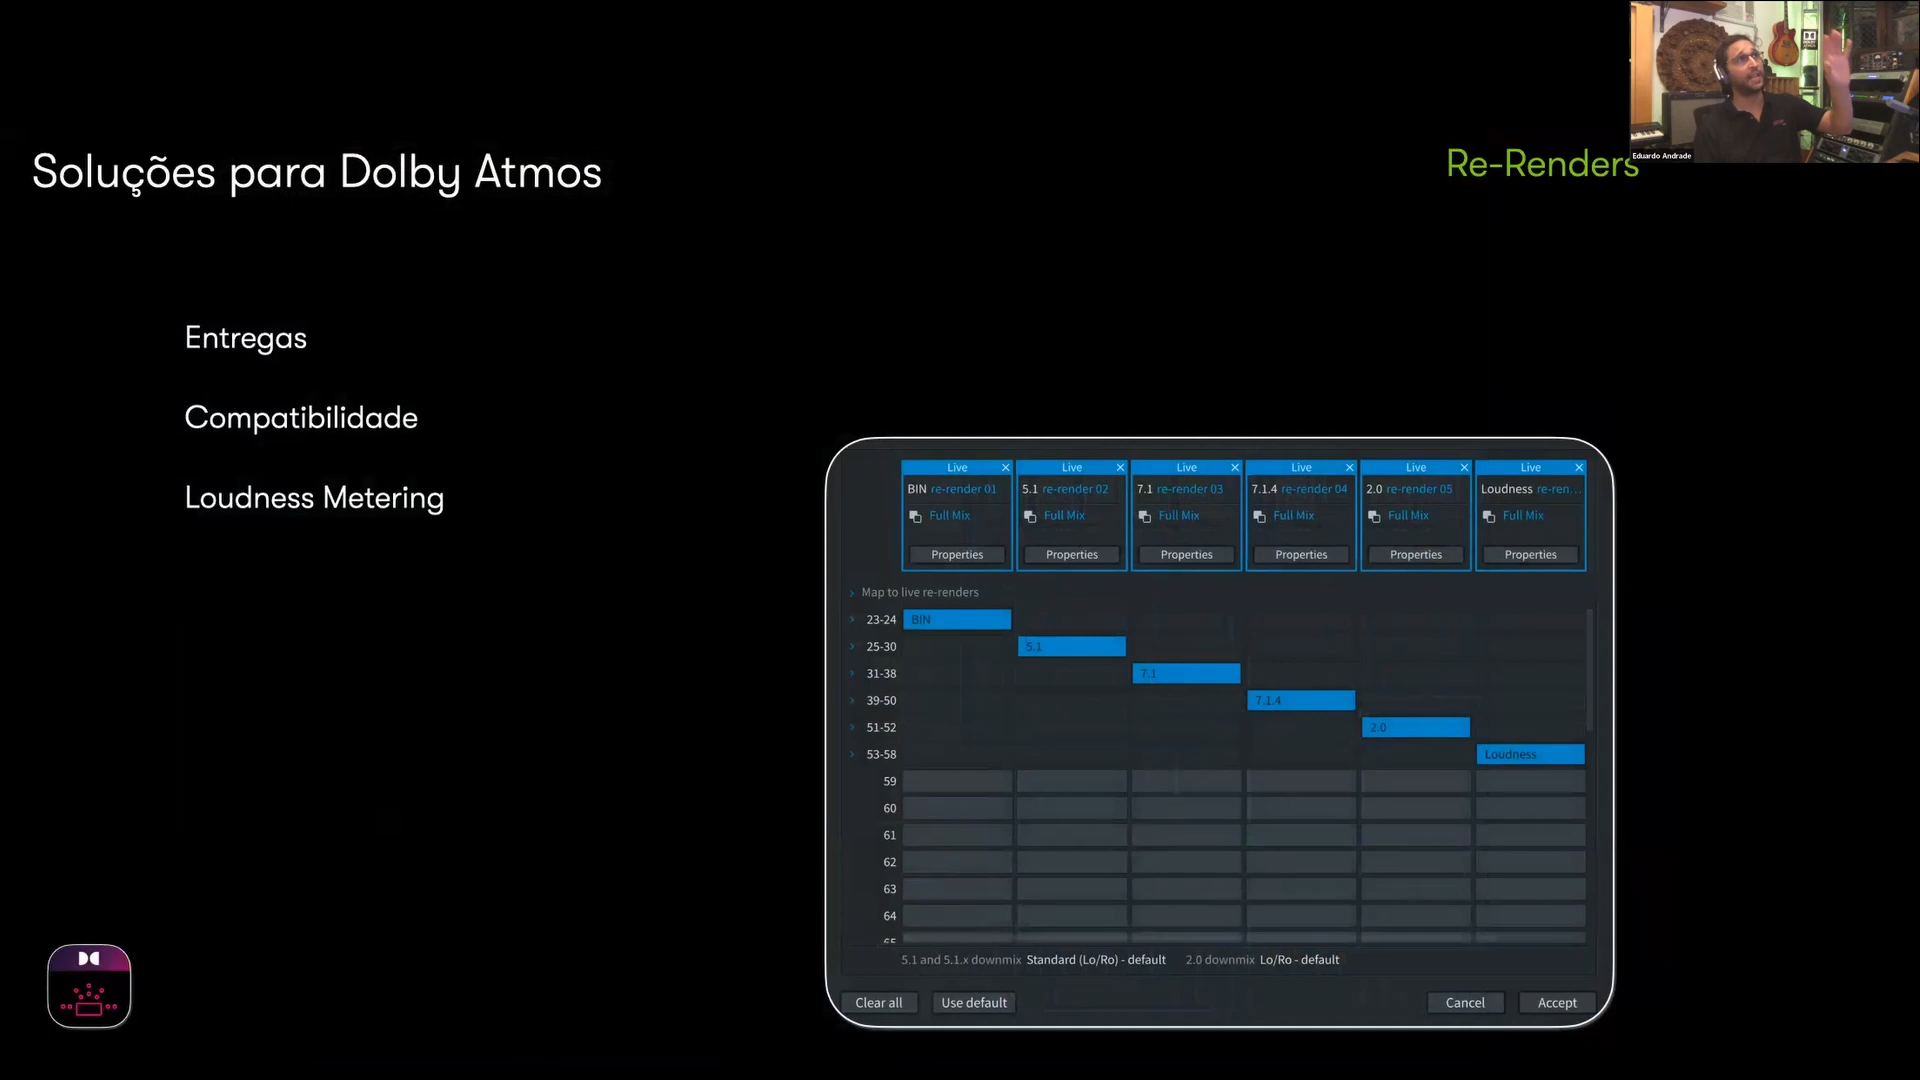 Soluções para Dolby Atmos
Re-Renders
Eduardo Andrade
Entregas
Compatibilidade
Loudness Metering
Live × Live × Live × Live × Live × Live ×
BIN re-render 01 5.1 re-render 02 7.1 re-render 03 7.1.4 re-render 04 2.0 re-render 05 Loudness re-ren...
Full Mix Full Mix Full Mix Full Mix Full Mix Full Mix
Properties Properties Properties Properties Properties Properties
Map to live re-renders
23-24 BIN
25-30 5.1
31-38 7.1
39-50 7.1.4
51-52 2.0
53-58 Loudness
59
60
61
62
63
64
65
5.1 and 5.1.x downmix Standard (Lo/Ro) - default 2.0 downmix Lo/Ro - default
Clear all Use default Cancel Accept